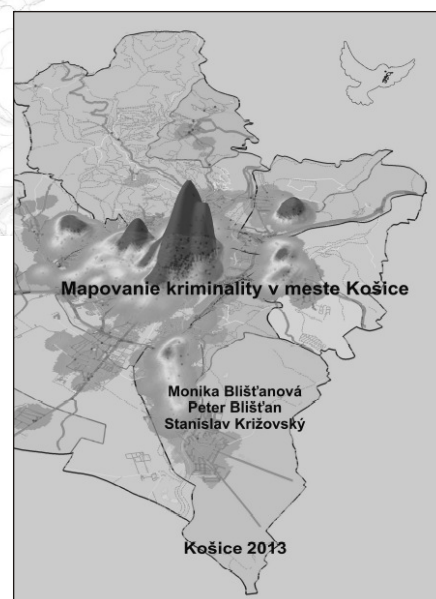 Mapovanie kriminality v meste Košice
Monika Blišťanová
Peter Blišťan
Stanislav Križovský
Košice 2013